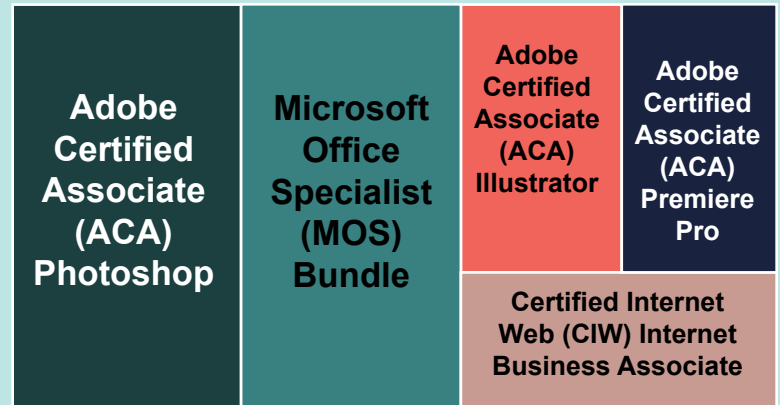 Adobe
Certified
Associate
(ACA)
Photoshop
Microsoft
Office
Specialist
(MOS)
Bundle
Adobe
Certified
Associate
(ACA)
Illustrator
Adobe
Certified
Associate
(ACA)
Premiere
Pro
Certified Internet
Web (CIW) Internet
Business Associate